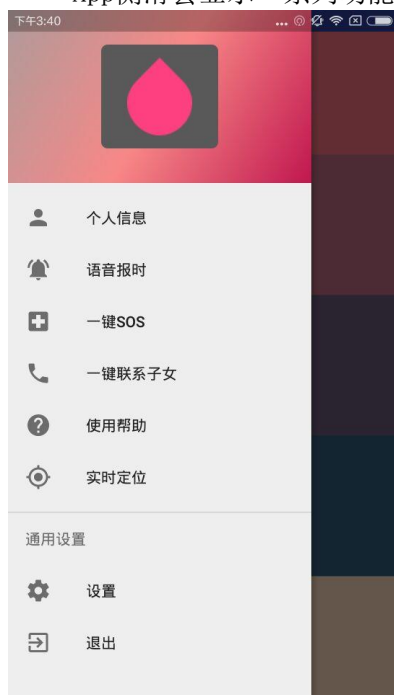 App侧滑会显示一系列功能
下午3:40
个人信息
语音报时
一键SOS
一键联系子女
使用帮助
实时定位
通用设置
设置
退出